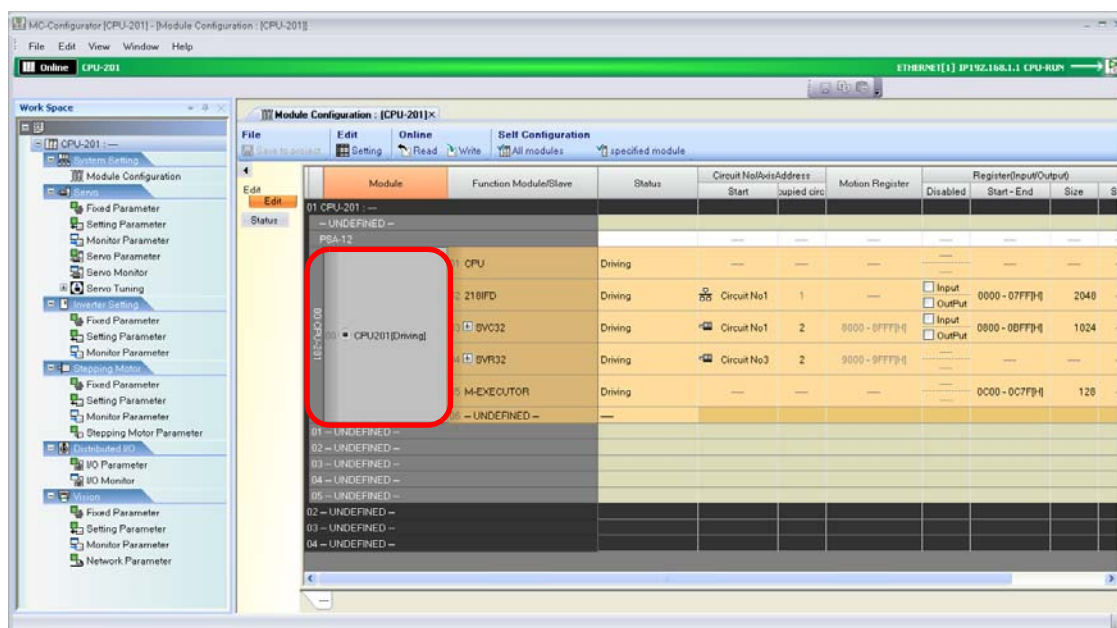 MC-Configurator [CPU-201] - [Module Configuration : [CPU-201]]
File Edit View Window Help
Online CPU-201 ETHERNET[1] IP192.168.1.1 CPU-RUN
Work Space
Module Configuration : [CPU-201]
File Edit Online Self Configuration
Save to project Setting Read Write All modules specified module
Edit
Edit
Status
CPU-201 : ---
System Setting
Module Configuration
Servo
Fixed Parameter
Setting Parameter
Monitor Parameter
Servo Parameter
Servo Monitor
Servo Tuning
Inverter Setting
Fixed Parameter
Setting Parameter
Monitor Parameter
Stepping Motor
Fixed Parameter
Setting Parameter
Monitor Parameter
Stepping Motor Parameter
Distributed I/O
I/O Parameter
I/O Monitor
Vision
Fixed Parameter
Setting Parameter
Monitor Parameter
Network Parameter
Module Function Module/Slave Status Circuit No/AxisAddress Motion Register Register(Input/Output)
Start cupied circ Disabled Start - End Size S
01 CPU-201 : ---
-- UNDEFINED --
PSA-12 --- --- --- --- --- ---
00 CPU-201
00 CPU201[Driving]
01 CPU Driving --- --- --- --- --- ---
02 218IFD Driving Circuit No1 1 --- Input OutPut 0000 - 07FF[H] 2048
03 SVC32 Driving Circuit No1 2 8000 - 8FFF[H] Input OutPut 0800 - 0BFF[H] 1024
04 SVR32 Driving Circuit No3 2 9000 - 9FFF[H] --- --- ---
05 M-EXECUTOR Driving --- --- --- --- 0C00 - 0C7F[H] 128
06 -- UNDEFINED -- ---
01 -- UNDEFINED --
02 -- UNDEFINED --
03 -- UNDEFINED --
04 -- UNDEFINED --
05 -- UNDEFINED --
02 -- UNDEFINED --
03 -- UNDEFINED --
04 -- UNDEFINED --